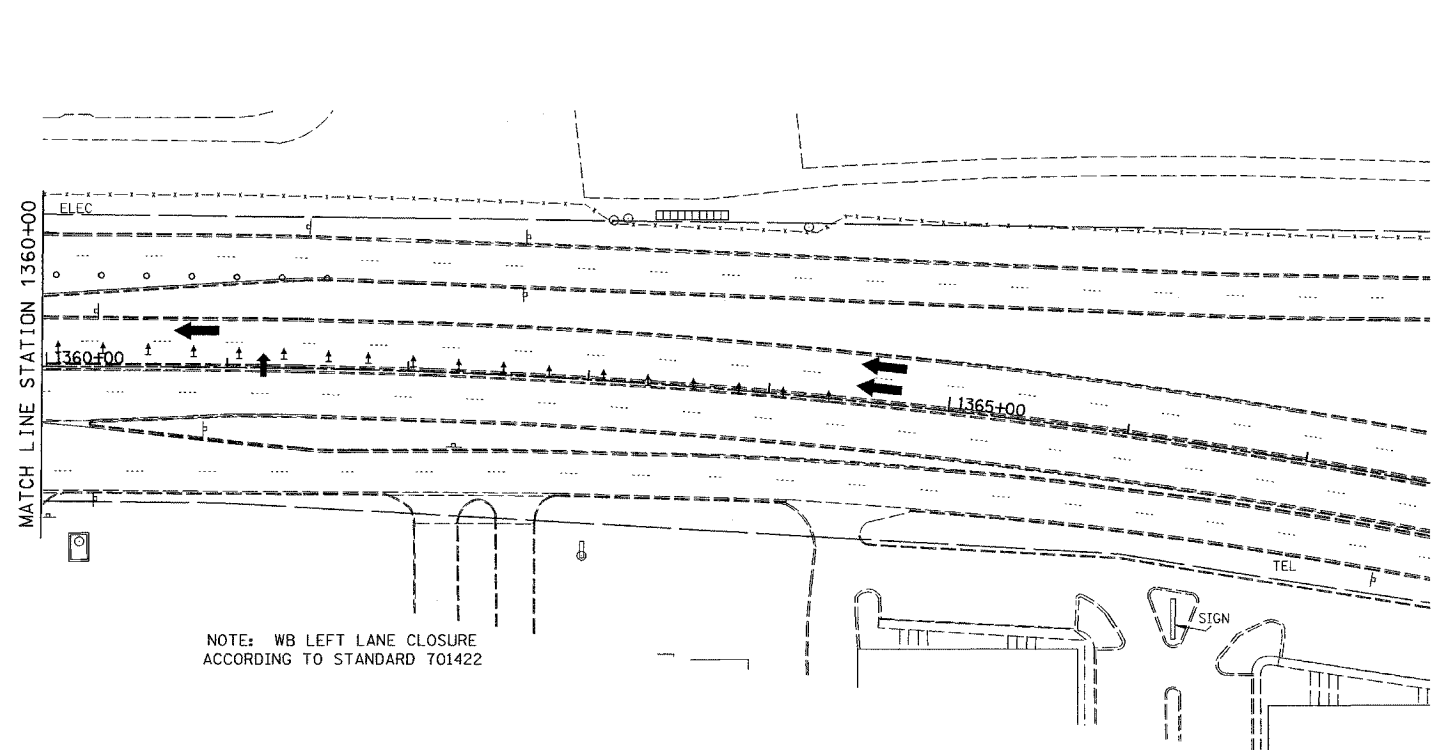 MATCH LINE STATION 1360+00
ELEC
L1360+00
L1365+00
TEL
SIGN
NOTE: WB LEFT LANE CLOSURE
ACCORDING TO STANDARD 701422